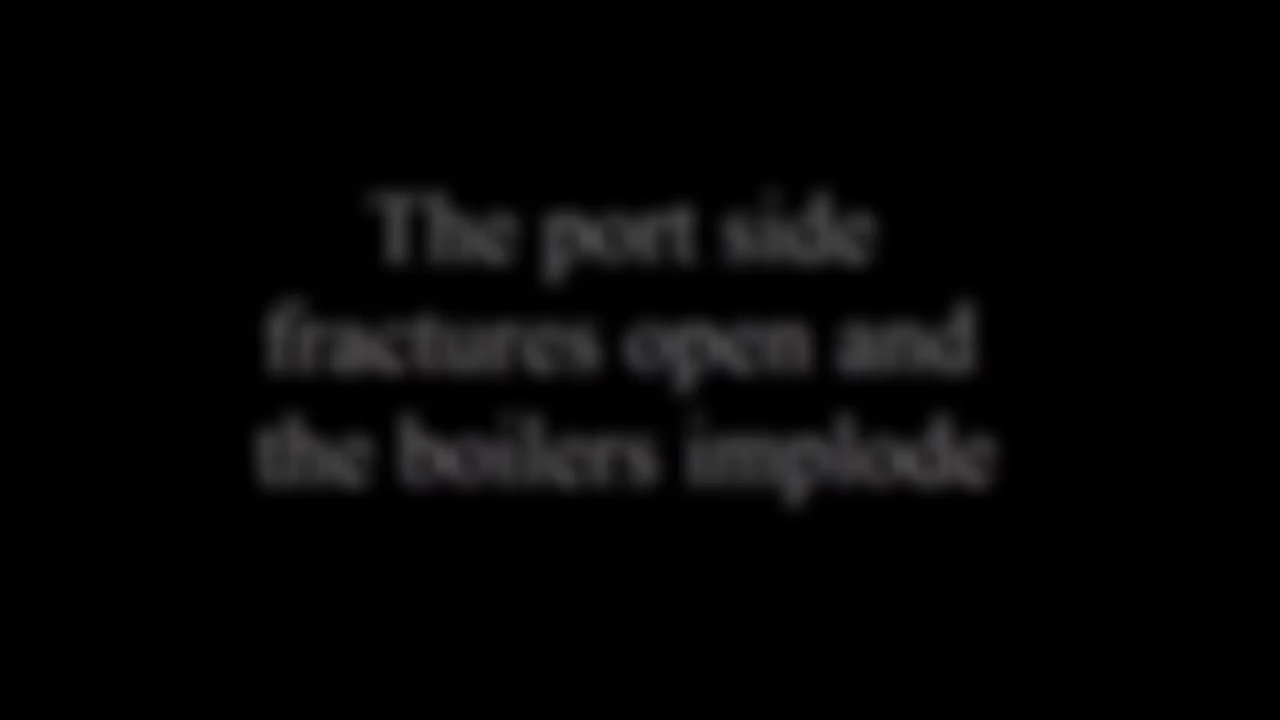 The port side
fractures open and
the boilers implode